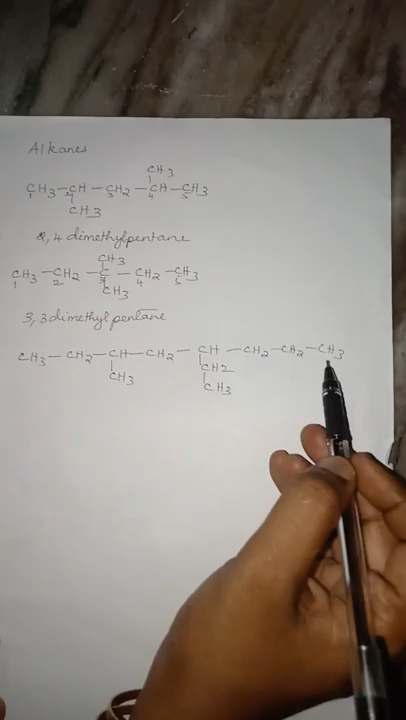 Alkanes
CH3
CH3-CH-CH2-CH-CH3
1 2 3 4 5
CH3
2, 4 dimethylpentane
CH3
CH3-CH2-C-CH2-CH3
1 2 3 4 5
CH3
3, 3 dimethyl pentane
CH3-CH2-CH-CH2-CH-CH2-CH2-CH3
CH2
CH3 CH3